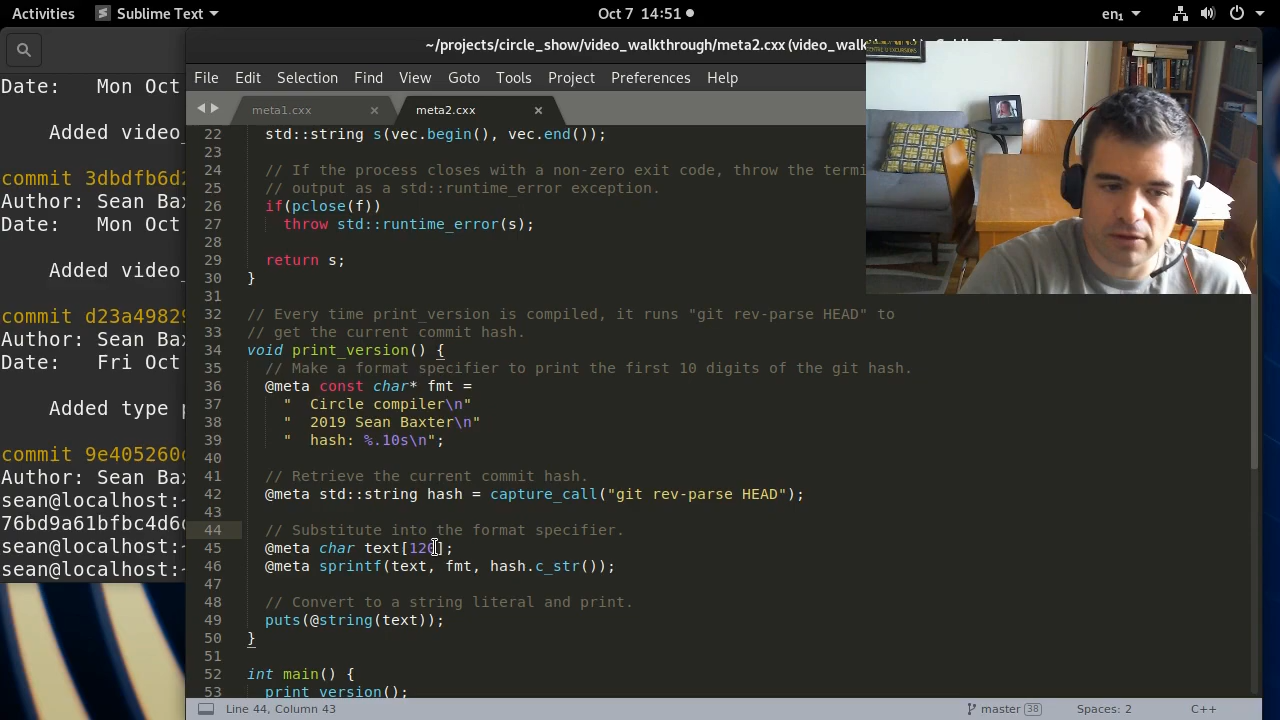 Activities Sublime Text Oct 7 14:51 en₁
~/projects/circle_show/video_walkthrough/meta2.cxx
File Edit Selection Find View Goto Tools Project Preferences Help
meta1.cxx meta2.cxx
Date: Mon Oct
Added video_
commit 3dbdfb6d2
Author: Sean Bax
Date: Mon Oct
Added video_
commit d23a49829
Author: Sean Ba
Date: Fri Oct
Added type p
commit 9e405260
Author: Sean Bax
sean@localhost:~
76bd9a61bfbc4d6
sean@localhost:~
sean@localhost:~
22 std::string s(vec.begin(), vec.end());
23
24 // If the process closes with a non-zero exit code, throw the termi
25 // output as a std::runtime_error exception.
26 if(pclose(f))
27 throw std::runtime_error(s);
28
29 return s;
30 }
31
32 // Every time print_version is compiled, it runs "git rev-parse HEAD" to
33 // get the current commit hash.
34 void print_version() {
35 // Make a format specifier to print the first 10 digits of the git hash.
36 @meta const char* fmt =
37 "  Circle compiler\n"
38 "  2019 Sean Baxter\n"
39 "  hash: %.10s\n";
40
41 // Retrieve the current commit hash.
42 @meta std::string hash = capture_call("git rev-parse HEAD");
43
44 // Substitute into the format specifier.
45 @meta char text[120];
46 @meta sprintf(text, fmt, hash.c_str());
47
48 // Convert to a string literal and print.
49 puts(@string(text));
50 }
51
52 int main() {
53 print_version();
Line 44, Column 43 master 38 Spaces: 2 C++